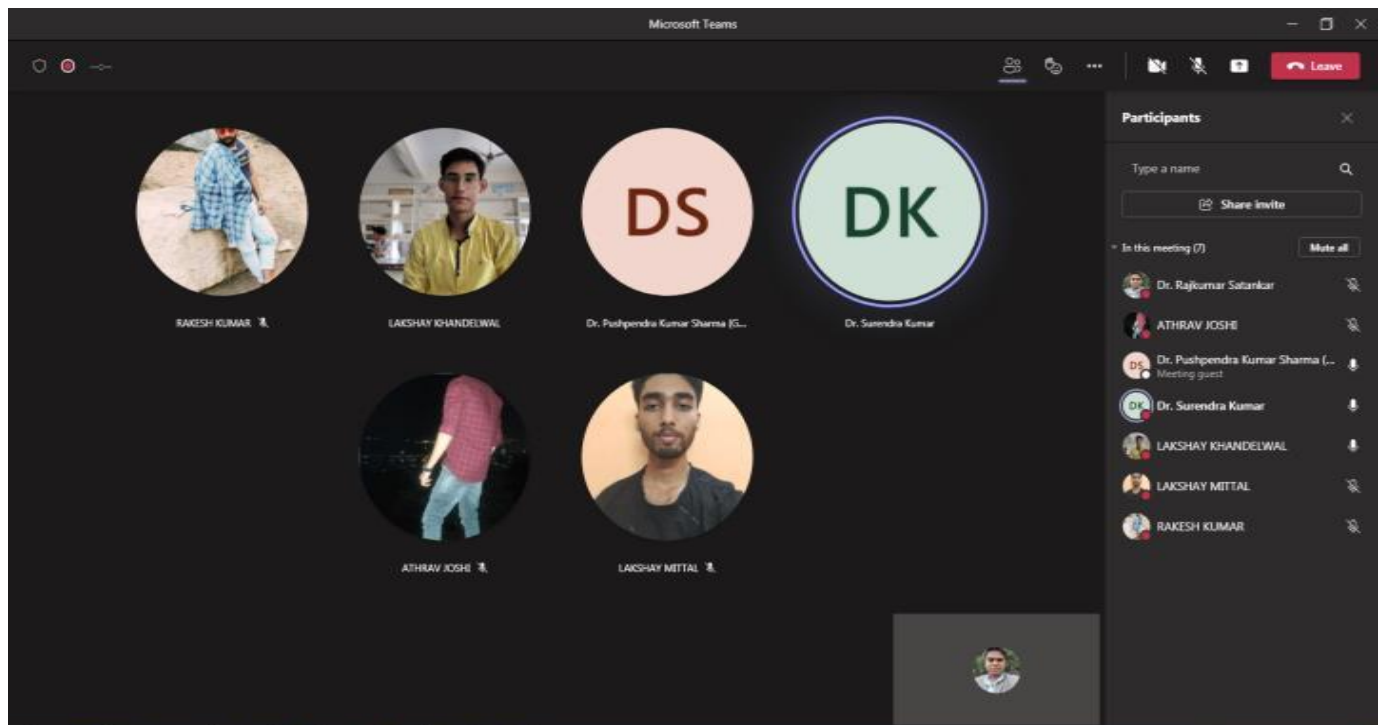 Microsoft Teams
Leave
RAKESH KUMAR
LAKSHAY KHANDELWAL
DS
Dr. Pushpendra Kumar Sharma (G...
DK
Dr. Surendra Kumar
ATHRAV JOSHI
LAKSHAY MITTAL
Participants
Type a name
Share invite
In this meeting (7)
Mute all
Dr. Rajkumar Satankar
ATHRAV JOSHI
DS
Dr. Pushpendra Kumar Sharma (...
Meeting guest
DK
Dr. Surendra Kumar
LAKSHAY KHANDELWAL
LAKSHAY MITTAL
RAKESH KUMAR